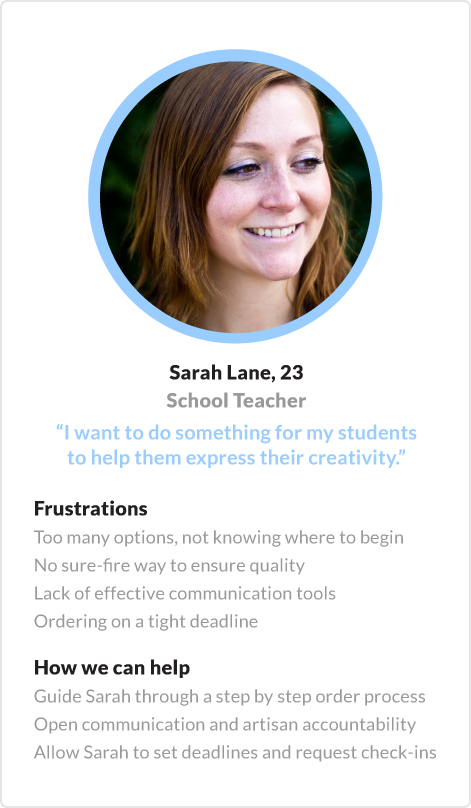 Sarah Lane, 23
School Teacher
“I want to do something for my students
to help them express their creativity.”
Frustrations
Too many options, not knowing where to begin
No sure-fire way to ensure quality
Lack of effective communication tools
Ordering on a tight deadline
How we can help
Guide Sarah through a step by step order process
Open communication and artisan accountability
Allow Sarah to set deadlines and request check-ins